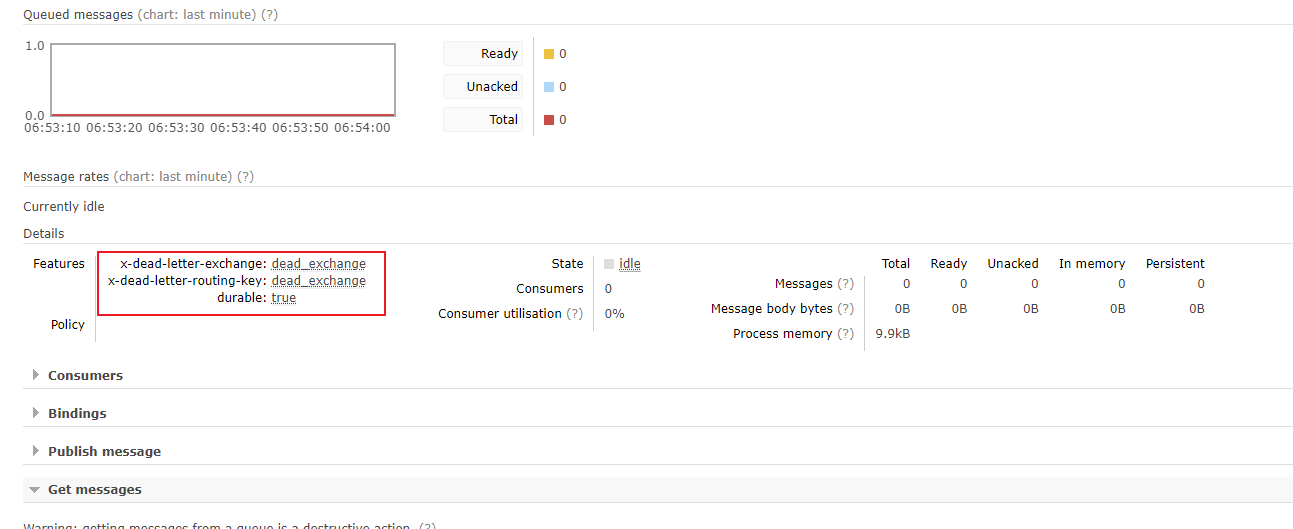 Queued messages (chart: last minute) (?)
1.0
0.0
06:53:10 06:53:20 06:53:30 06:53:40 06:53:50 06:54:00
Ready 0
Unacked 0
Total 0
Message rates (chart: last minute) (?)
Currently idle
Details
Features
x-dead-letter-exchange: dead_exchange
x-dead-letter-routing-key: dead_exchange
durable: true
Policy
State idle
Consumers 0
Consumer utilisation (?) 0%
Total Ready Unacked In memory Persistent
Messages (?) 0 0 0 0 0
Message body bytes (?) 0B 0B 0B 0B 0B
Process memory (?) 9.9kB
Consumers
Bindings
Publish message
Get messages
Warning: getting messages from a queue is a destructive action. (?)